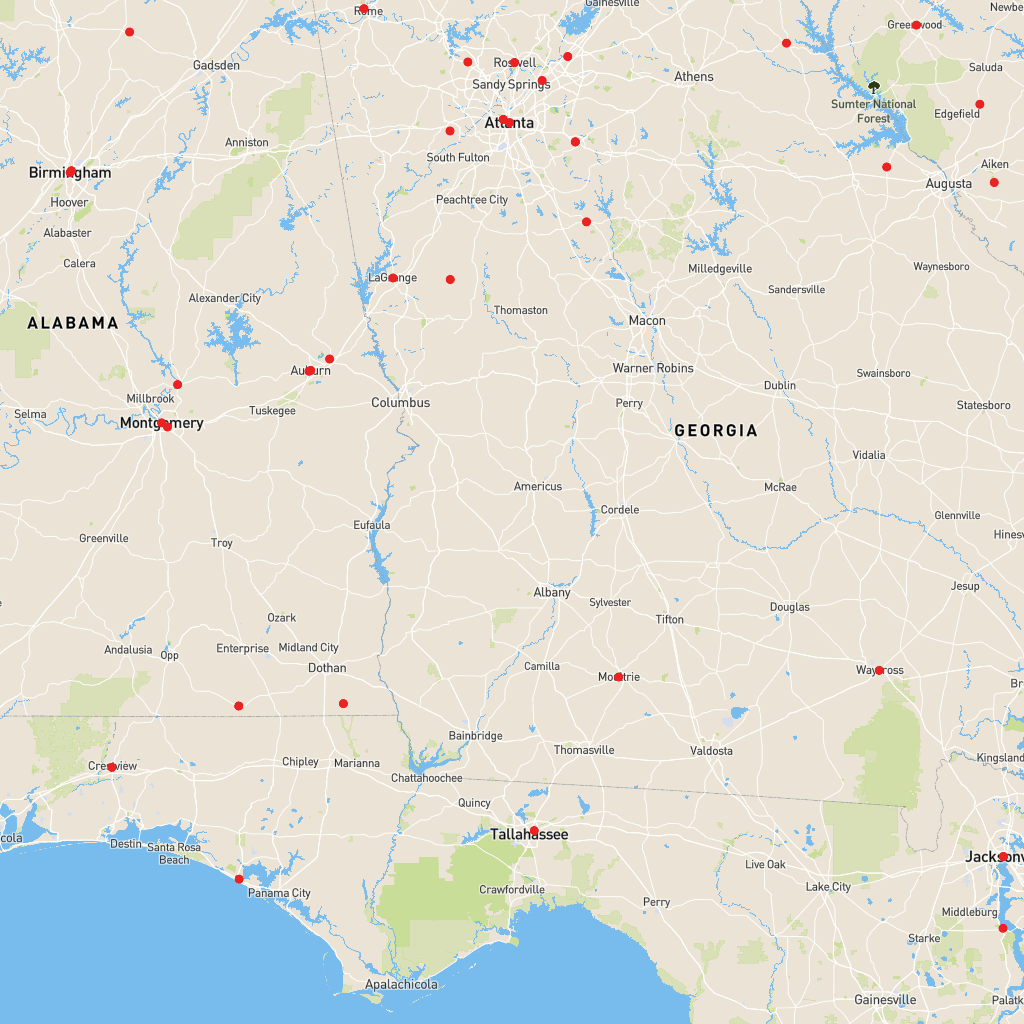 Gainesville
Rome
Greenwood
Newbe
Gadsden
Roswell
Saluda
Athens
Sandy Springs
Sumter National
Forest
Edgefield
Atlanta
Anniston
South Fulton
Aiken
Birmingham
Augusta
Hoover
Peachtree City
Alabaster
Calera
Milledgeville
Waynesboro
LaGrange
Sandersville
Alexander City
Thomaston
ALABAMA
Macon
Auburn
Warner Robins
Swainsboro
Dublin
Millbrook
Columbus
Perry
Statesboro
Selma
Tuskegee
Montgomery
GEORGIA
Vidalia
Americus
McRae
Cordele
Glennville
Eufaula
Greenville
Troy
Hinesv
Jesup
Albany
Sylvester
Douglas
Ozark
Tifton
Andalusia
Opp
Enterprise
Midland City
Dothan
Camilla
Moultrie
Waycross
Br
Bainbridge
Thomasville
Valdosta
Kingsland
Crestview
Chipley
Marianna
Chattahoochee
Quincy
Tallahassee
cola
Destin
Santa Rosa
Beach
Jacksonv
Live Oak
Lake City
Panama City
Crawfordville
Perry
Middleburg
Starke
Apalachicola
Gainesville
Palatk